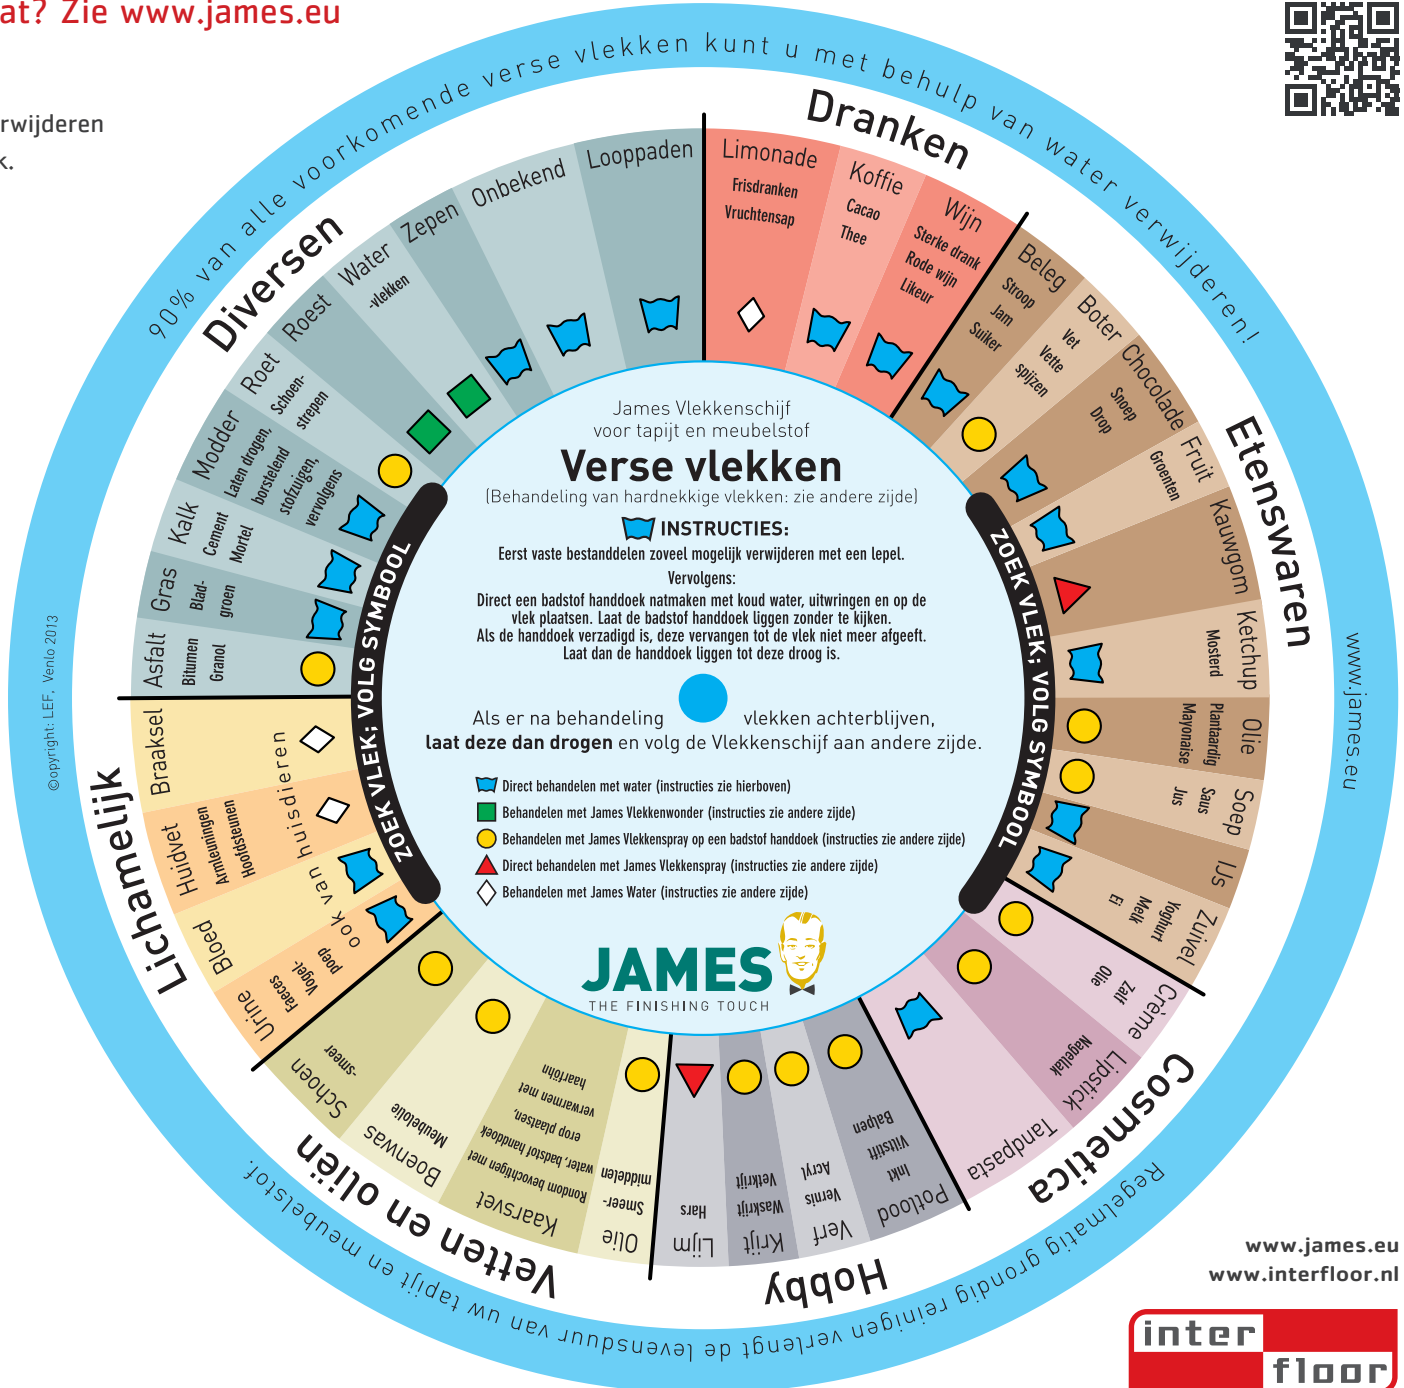 at? Zie www.james.eu
rwijderen
k.
90% van alle voorkomende verse vlekken kunt u met behulp van water verwijderen!
www.james.eu
Regelmatig grondig reinigen verlengt de levensduur van uw tapijt en meubelstof.
©opyright: LEF, Venlo 2013
Dranken
Limonade
Frisdranken
Vruchtensap
Koffie
Cacao
Thee
Wijn
Sterke drank
Rode wijn
Likeur
Etenswaren
Beleg
Stroop
Jam
Suiker
Boter
Vet
Vette
spijzen
Chocolade
Snoep
Drop
Fruit
Groenten
Kauwgom
Ketchup
Mosterd
Olie
Plantaardig
Mayonaise
Soep
Saus
Jus
IJs
Zuivel
Yoghurt
Melk
Ei
Cosmetica
Crème
Zalf
Olie
Lipstick
Nagellak
Tandpasta
Hobby
Potlood
Inkt
Viltstift
Balpen
Verf
Vernis
Acryl
Krijt
Waskrijt
Vetkrijt
Lijm
Hars
Vetten en oliën
Olie
Smeer-
middelen
Kaarsvet
Rondom bevochtigen met
water, badstof handdoek
erop plaatsen,
verwarmen met
haarföhn
Boenwas
Meubelolie
Schoen
-smeer
Lichamelijk
Urine
Faeces
Vogel-
poep
Bloed
Huidvet
Armleuningen
Hoofdsteunen
Braaksel
ook van huisdieren
Diversen
Asfalt
Bitumen
Granol
Gras
Blad-
groen
Kalk
Cement
Mortel
Modder
Laten drogen,
borstelend
stofzuigen,
vervolgens
Roet
Schoen-
strepen
Roest
Water
-vlekken
Zepen
Onbekend
Looppaden
ZOEK VLEK; VOLG SYMBOOL
ZOEK VLEK; VOLG SYMBOOL
James Vlekkenschijf
voor tapijt en meubelstof
Verse vlekken
(Behandeling van hardnekkige vlekken: zie andere zijde)
INSTRUCTIES:
Eerst vaste bestanddelen zoveel mogelijk verwijderen met een lepel.
Vervolgens:
Direct een badstof handdoek natmaken met koud water, uitwringen en op de
vlek plaatsen. Laat de badstof handdoek liggen zonder te kijken.
Als de handdoek verzadigd is, deze vervangen tot de vlek niet meer afgeeft.
Laat dan de handdoek liggen tot deze droog is.
Als er na behandeling vlekken achterblijven,
laat deze dan drogen en volg de Vlekkenschijf aan andere zijde.
Direct behandelen met water (instructies zie hierboven)
Behandelen met James Vlekkenwonder (instructies zie andere zijde)
Behandelen met James Vlekkenspray op een badstof handdoek (instructies zie andere zijde)
Direct behandelen met James Vlekkenspray (instructies zie andere zijde)
Behandelen met James Water (instructies zie andere zijde)
JAMES
THE FINISHING TOUCH
www.james.eu
www.interfloor.nl
inter
floor